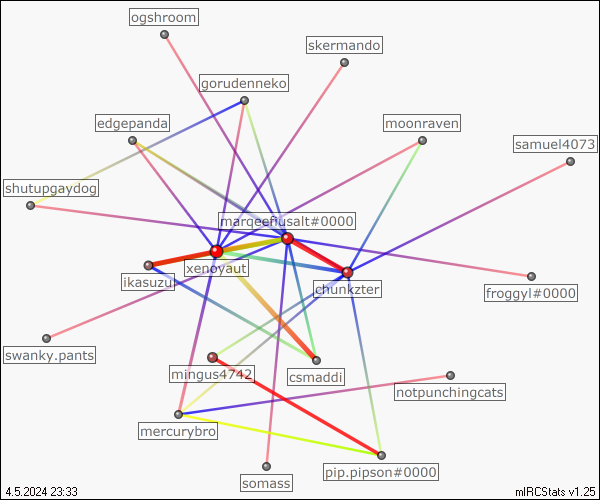 ogshroom
skermando
gorudenneko
edgepanda
moonraven
samuel4073
shutupgaydog
marqeeflusalt#0000
xenoyaut
ikasuzu
chunkzter
froggyl#0000
swanky.pants
mingus4742
csmaddi
notpunchingcats
mercurybro
pip.pipson#0000
somass
4.5.2024 23:33
mIRCStats v1.25